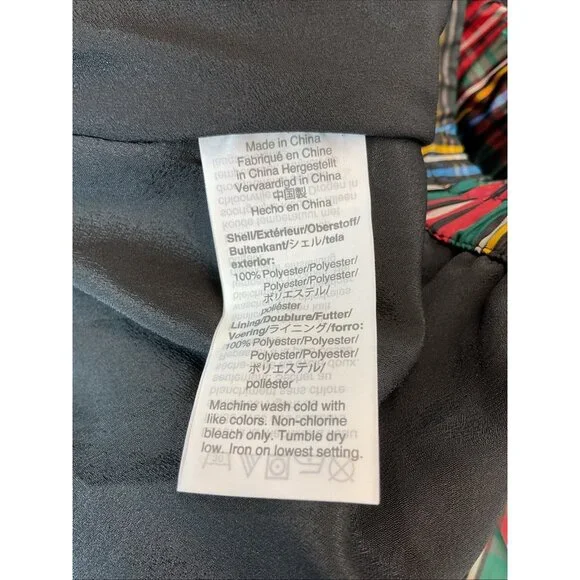 Made in China
Fabriqué en Chine
in China Hergestellt
Vervaardigd in China
中国製
Hecho en China
Shell/Extérieur/Oberstoff/
Buitenkant/シェル/tela
exterior:
100% Polyester/Polyester/
Polyester/Polyester/
ポリエステル/
poliéster
Lining/Doublure/Futter/
Voering/ライニング/forro:
100% Polyester/Polyester/
Polyester/Polyester/
ポリエステル/
poliéster
Machine wash cold with
like colors. Non-chlorine
bleach only. Tumble dry
low. Iron on lowest setting.